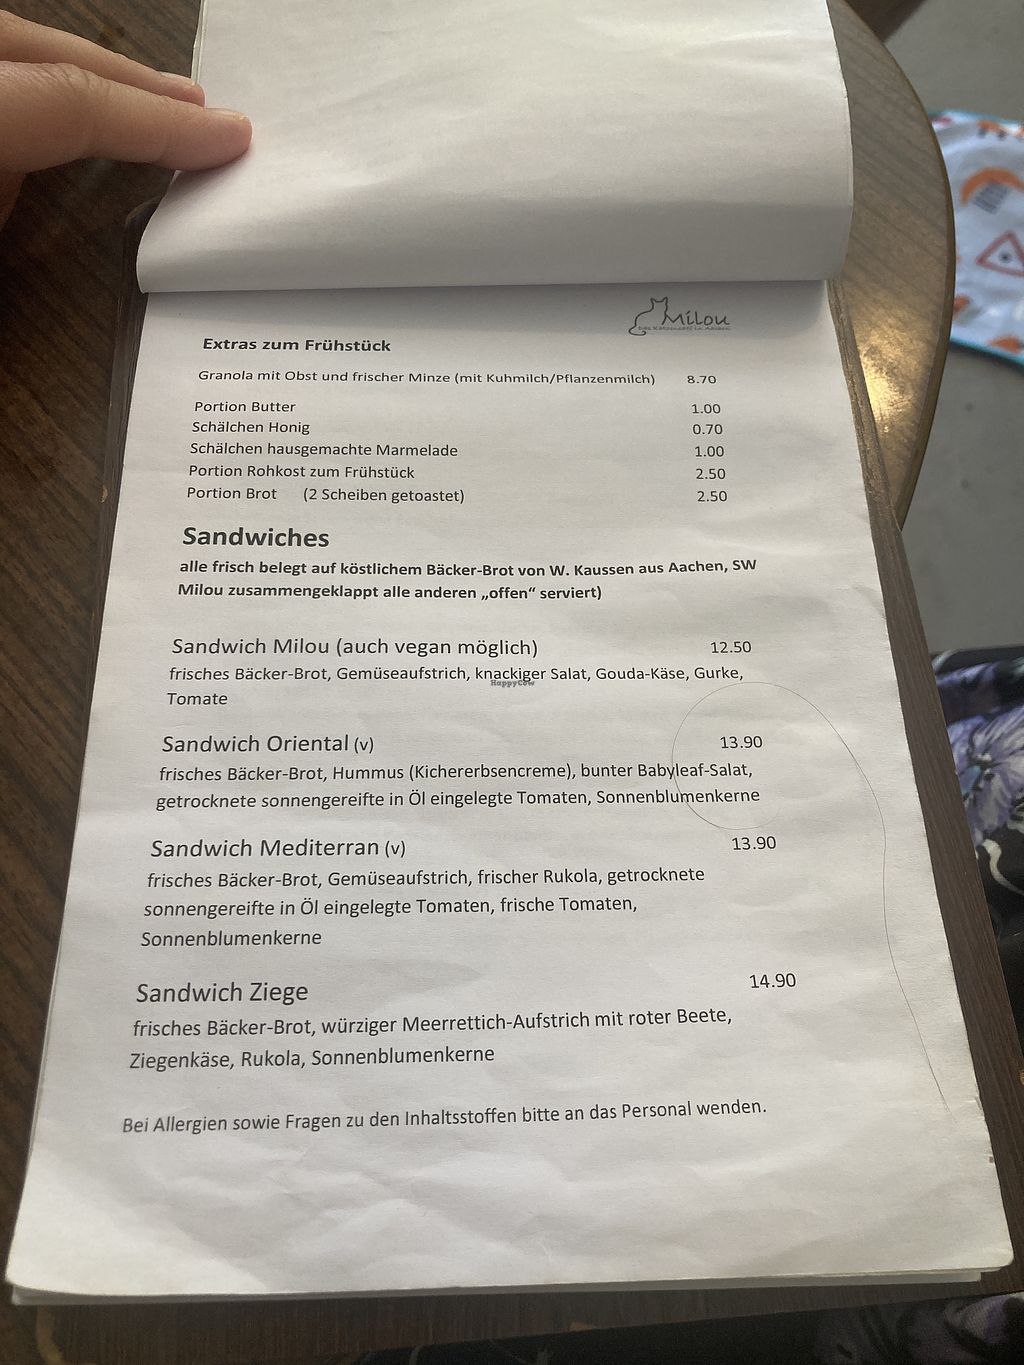 Milou
Das Katzencafé in Aachen
Extras zum Frühstück
Granola mit Obst und frischer Minze (mit Kuhmilch/Pflanzenmilch) 8.70
Portion Butter 1.00
Schälchen Honig 0.70
Schälchen hausgemachte Marmelade 1.00
Portion Rohkost zum Frühstück 2.50
Portion Brot (2 Scheiben getoastet) 2.50
Sandwiches
alle frisch belegt auf köstlichem Bäcker-Brot von W. Kaussen aus Aachen, SW
Milou zusammengeklappt alle anderen „offen“ serviert)
Sandwich Milou (auch vegan möglich) 12.50
frisches Bäcker-Brot, Gemüseaufstrich, knackiger Salat, Gouda-Käse, Gurke,
HappyCow
Tomate
Sandwich Oriental (v) 13.90
frisches Bäcker-Brot, Hummus (Kichererbsencreme), bunter Babyleaf-Salat,
getrocknete sonnengereifte in Öl eingelegte Tomaten, Sonnenblumenkerne
Sandwich Mediterran (v) 13.90
frisches Bäcker-Brot, Gemüseaufstrich, frischer Rukola, getrocknete
sonnengereifte in Öl eingelegte Tomaten, frische Tomaten,
Sonnenblumenkerne
Sandwich Ziege 14.90
frisches Bäcker-Brot, würziger Meerrettich-Aufstrich mit roter Beete,
Ziegenkäse, Rukola, Sonnenblumenkerne
Bei Allergien sowie Fragen zu den Inhaltsstoffen bitte an das Personal wenden.